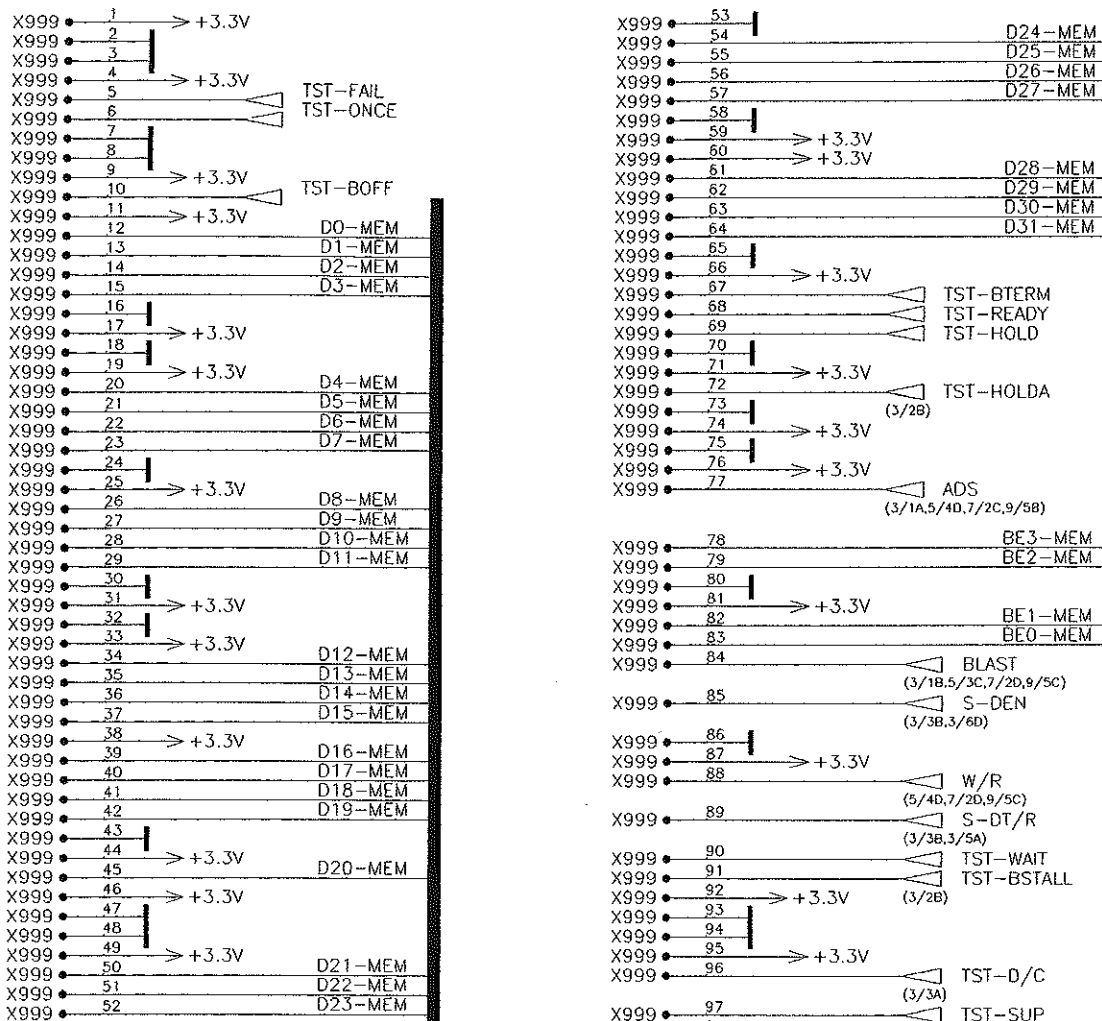 X999 1 +3.3V
X999 2
X999 3
X999 4 +3.3V
X999 5 TST-FAIL
X999 6 TST-ONCE
X999 7
X999 8
X999 9 +3.3V
X999 10 TST-BOFF
X999 11 +3.3V
X999 12 D0-MEM
X999 13 D1-MEM
X999 14 D2-MEM
X999 15 D3-MEM
X999 16
X999 17 +3.3V
X999 18
X999 19 +3.3V
X999 20 D4-MEM
X999 21 D5-MEM
X999 22 D6-MEM
X999 23 D7-MEM
X999 24
X999 25 +3.3V
X999 26 D8-MEM
X999 27 D9-MEM
X999 28 D10-MEM
X999 29 D11-MEM
X999 30
X999 31 +3.3V
X999 32
X999 33 +3.3V
X999 34 D12-MEM
X999 35 D13-MEM
X999 36 D14-MEM
X999 37 D15-MEM
X999 38 +3.3V
X999 39 D16-MEM
X999 40 D17-MEM
X999 41 D18-MEM
X999 42 D19-MEM
X999 43
X999 44 +3.3V
X999 45 D20-MEM
X999 46 +3.3V
X999 47
X999 48
X999 49 +3.3V
X999 50 D21-MEM
X999 51 D22-MEM
X999 52 D23-MEM
X999 53
X999 54 D24-MEM
X999 55 D25-MEM
X999 56 D26-MEM
X999 57 D27-MEM
X999 58
X999 59 +3.3V
X999 60 +3.3V
X999 61 D28-MEM
X999 62 D29-MEM
X999 63 D30-MEM
X999 64 D31-MEM
X999 65
X999 66 +3.3V
X999 67 TST-BTERM
X999 68 TST-READY
X999 69 TST-HOLD
X999 70
X999 71 +3.3V
X999 72 TST-HOLDA
(3/2B)
X999 73
X999 74 +3.3V
X999 75
X999 76 +3.3V
X999 77 ADS
(3/1A,5/4D,7/2C,9/5B)
X999 78 BE3-MEM
X999 79 BE2-MEM
X999 80
X999 81 +3.3V
X999 82 BE1-MEM
X999 83 BE0-MEM
X999 84 BLAST
(3/1B,5/3C,7/2D,9/5C)
X999 85 S-DEN
(3/3B,3/6D)
X999 86
X999 87 +3.3V
X999 88 W/R
(5/4D,7/2D,9/5C)
X999 89 S-DT/R
(3/3B,3/5A)
X999 90 TST-WAIT
X999 91 TST-BSTALL
(3/2B)
X999 92 +3.3V
X999 93
X999 94
X999 95 +3.3V
X999 96 TST-D/C
(3/3A)
X999 97 TST-SUP